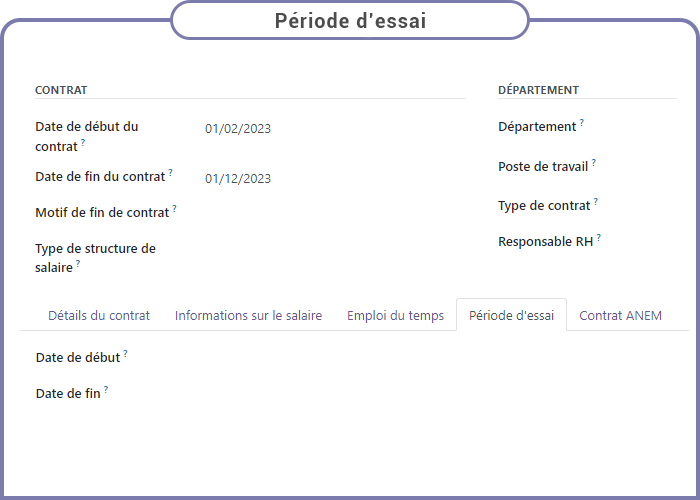 Période d'essai
CONTRAT
Date de début du
contrat ?
01/02/2023
Date de fin du contrat ?
01/12/2023
Motif de fin de contrat ?
Type de structure de
salaire ?
DÉPARTEMENT
Département ?
Poste de travail ?
Type de contrat ?
Responsable RH ?
Détails du contrat
Informations sur le salaire
Emploi du temps
Période d'essai
Contrat ANEM
Date de début ?
Date de fin ?